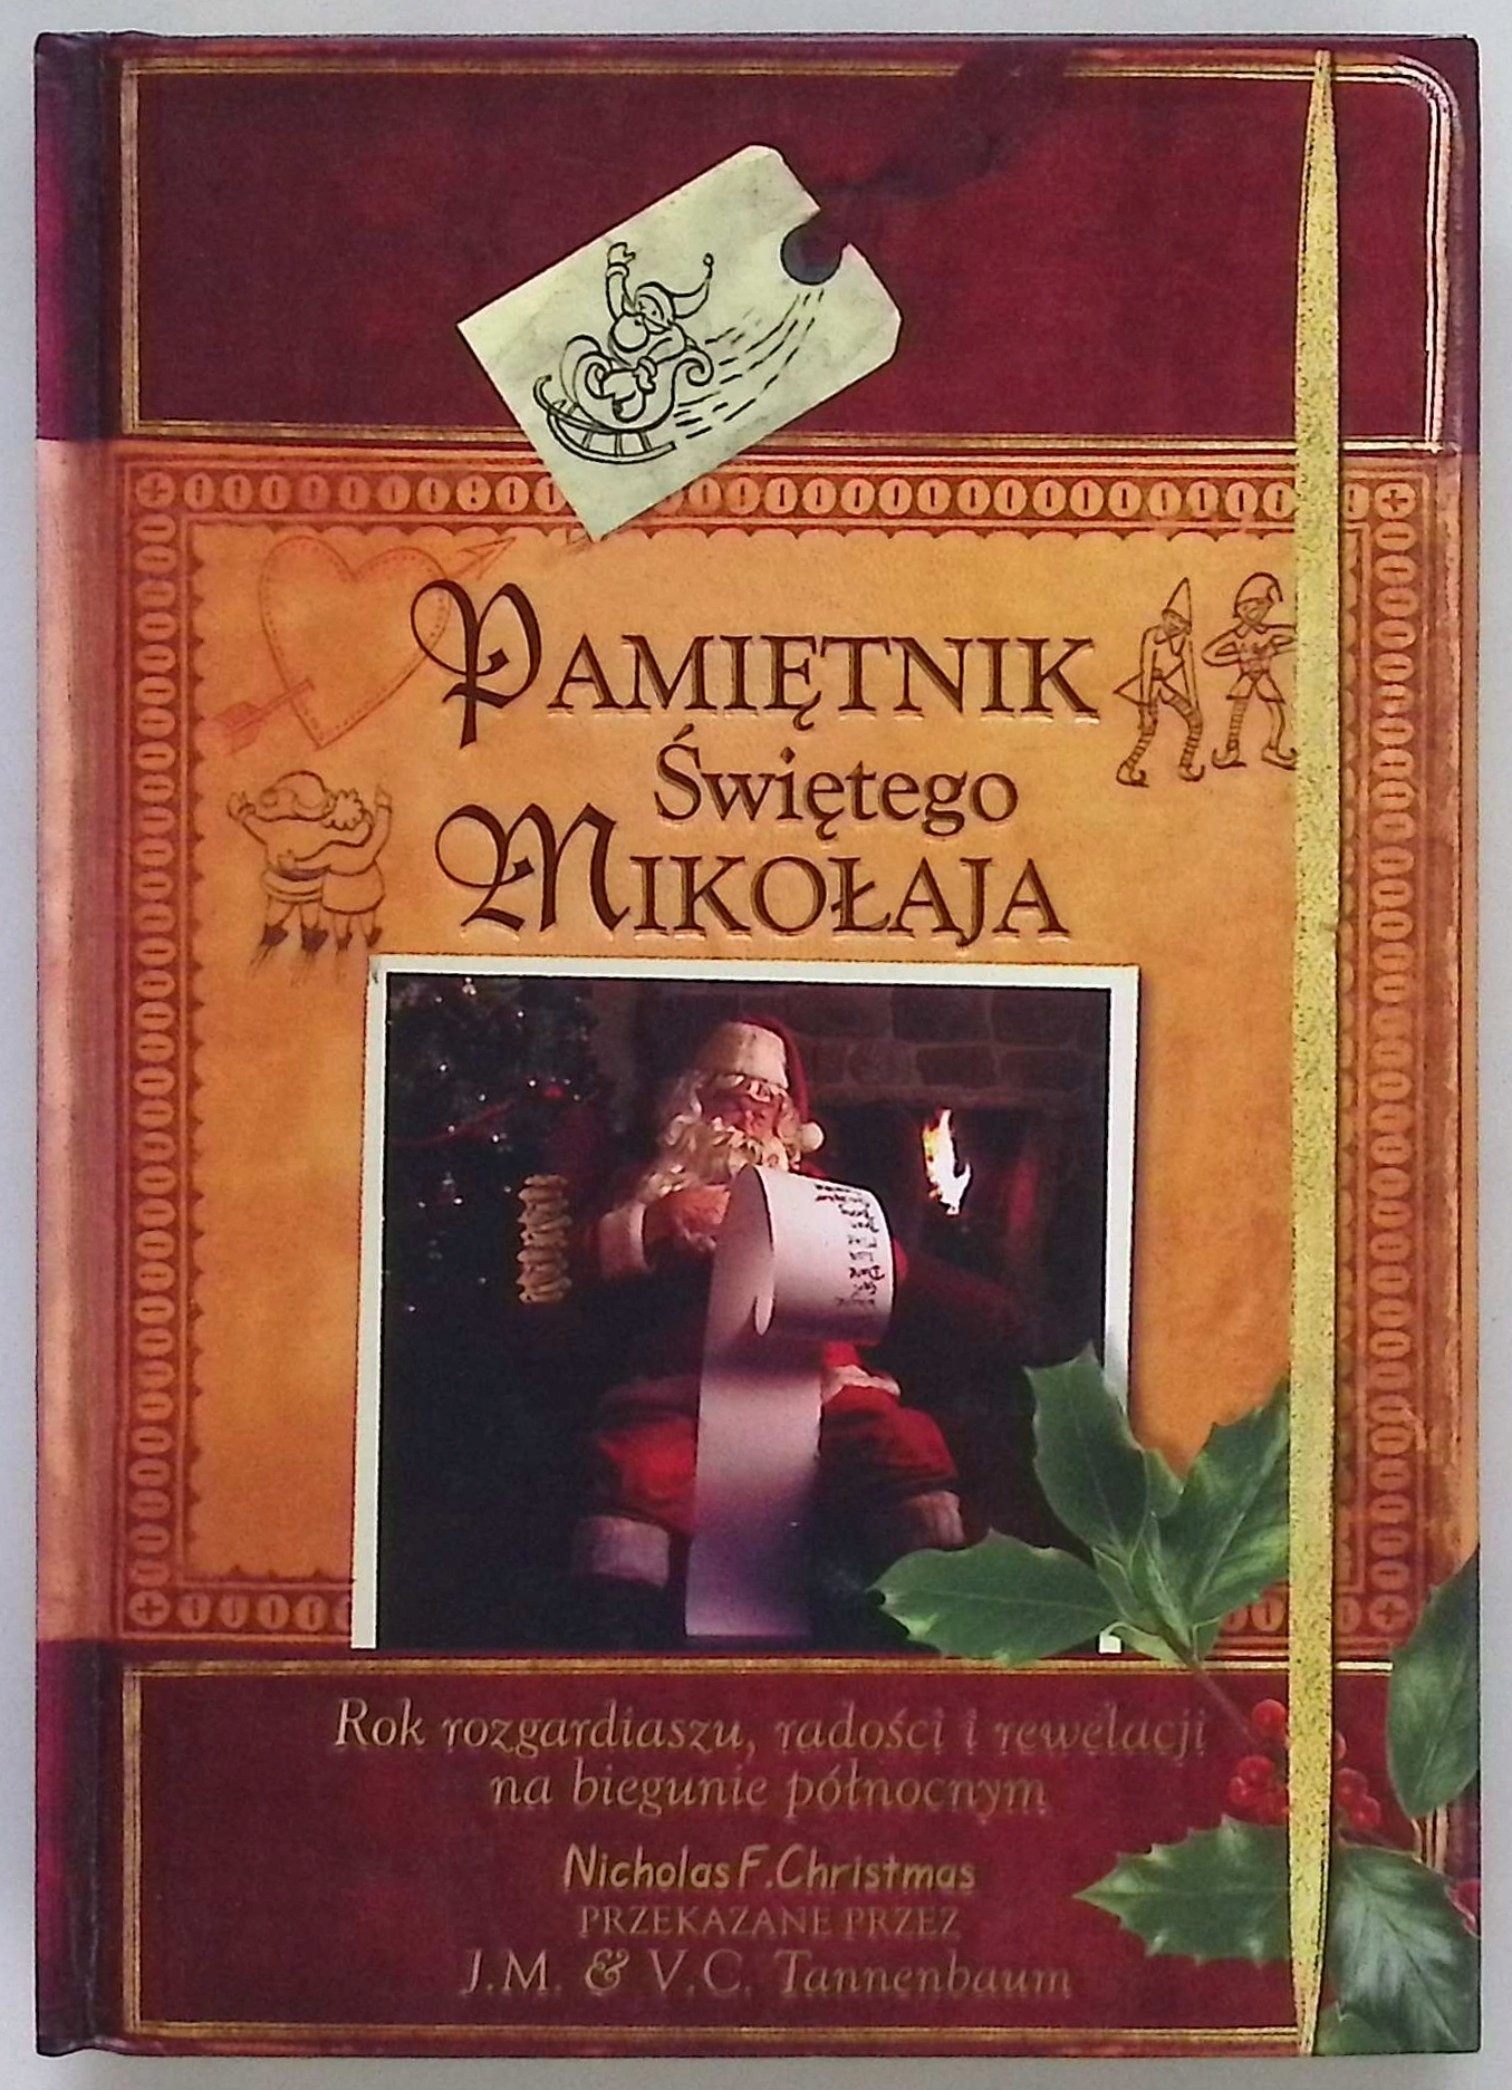 PAMIĘTNIK
Świętego
MIKOŁAJA
Rok rozgardiaszu, radości i rewelacji
na biegunie północnym
Nicholas F. Christmas
PRZEKAZANE PRZEZ
J.M. & V.C. Tannenbaum